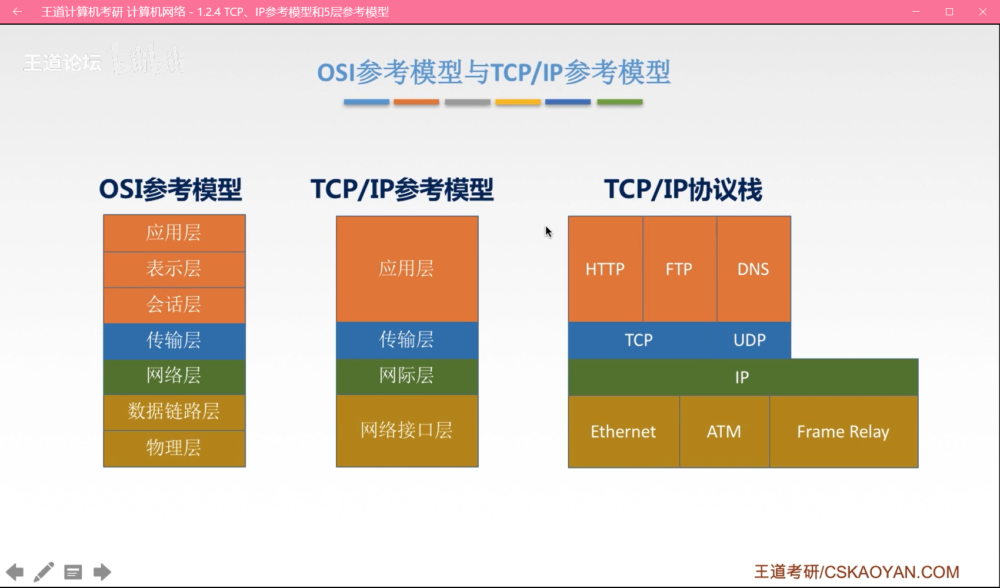 王道计算机考研 计算机网络 - 1.2.4 TCP、IP参考模型和5层参考模型
王道论坛 bilibili
OSI参考模型与TCP/IP参考模型
OSI参考模型
应用层
表示层
会话层
传输层
网络层
数据链路层
物理层
TCP/IP参考模型
应用层
传输层
网际层
网络接口层
TCP/IP协议栈
HTTP FTP DNS
TCP UDP
IP
Ethernet ATM Frame Relay
王道考研/CSKAOYAN.COM